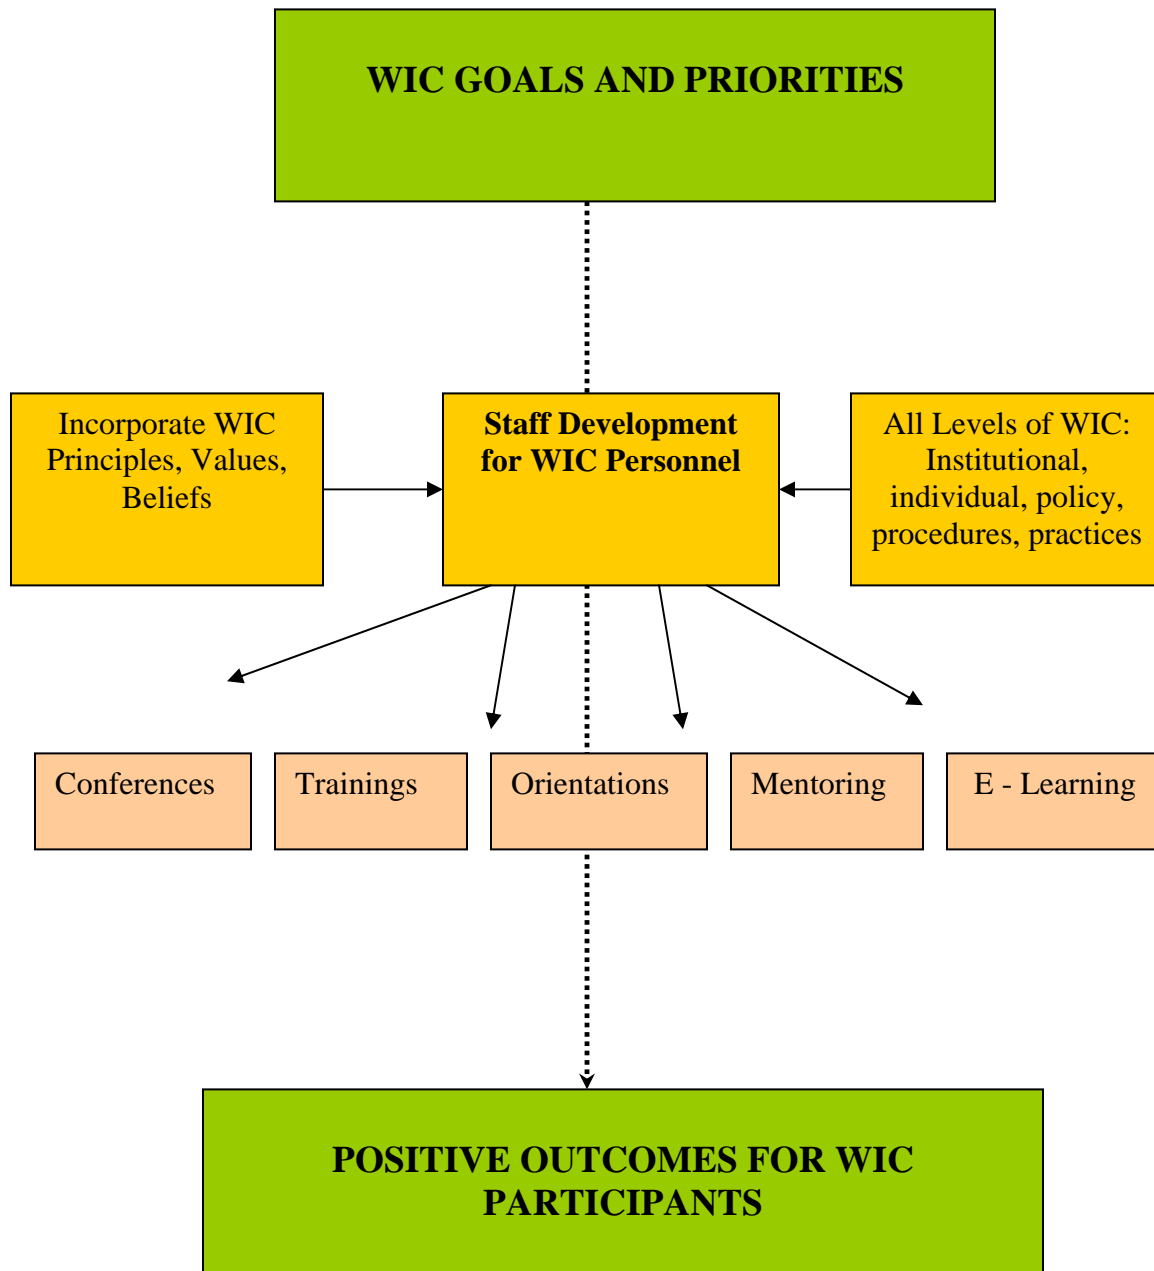 WIC GOALS AND PRIORITIES
Incorporate WIC
Principles, Values,
Beliefs
Staff Development
for WIC Personnel
All Levels of WIC:
Institutional,
individual, policy,
procedures, practices
Conferences
Trainings
Orientations
Mentoring
E - Learning
POSITIVE OUTCOMES FOR WIC
PARTICIPANTS